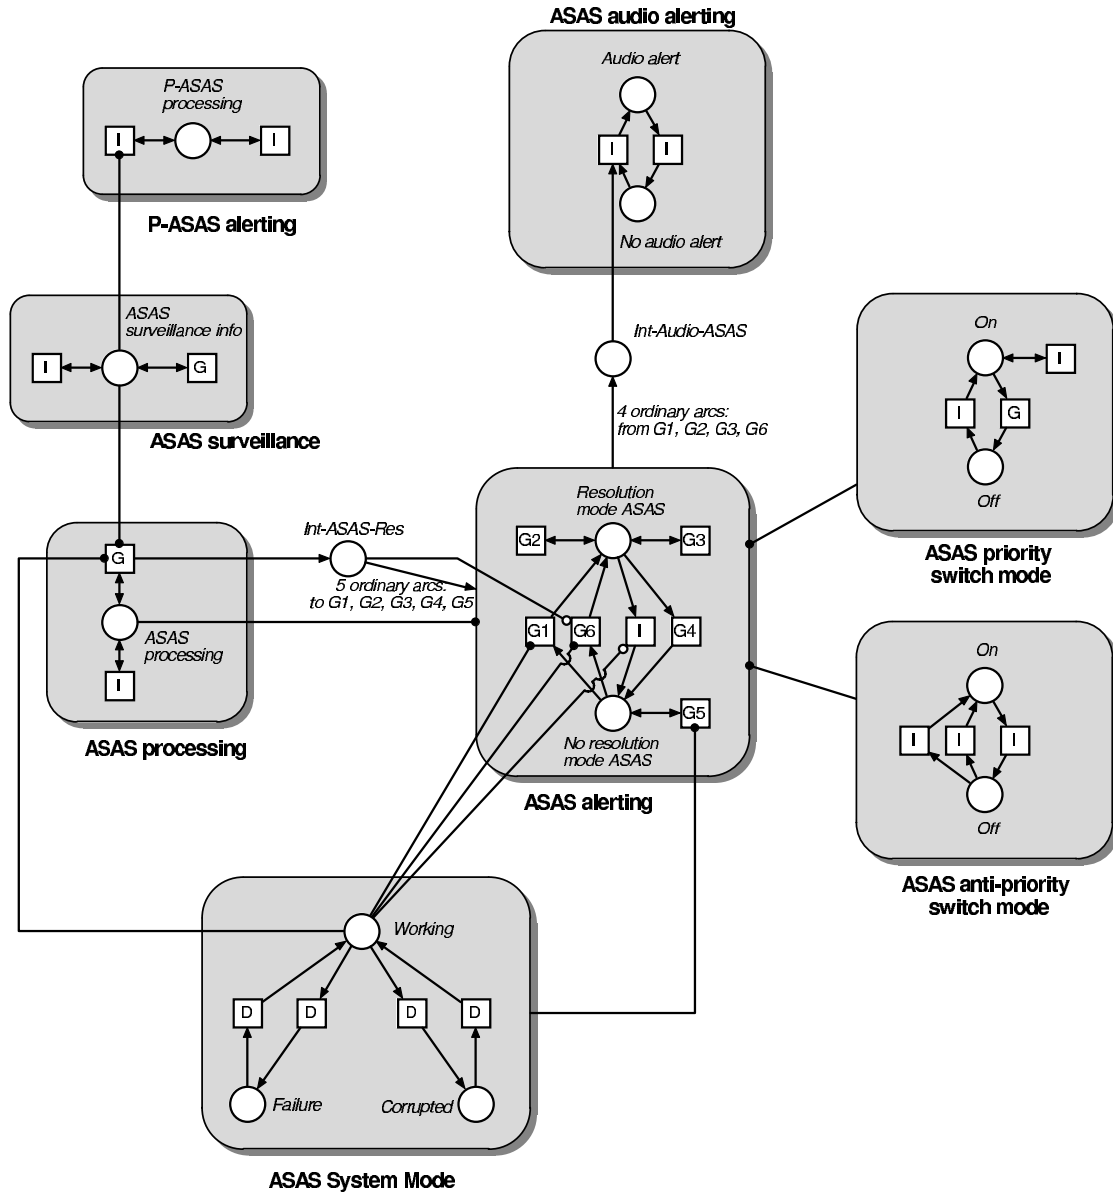 ASAS audio alerting
Audio alert
I
I
No audio alert
P-ASAS
processing
I
I
P-ASAS alerting
ASAS
surveillance info
I
G
ASAS surveillance
Int-Audio-ASAS
4 ordinary arcs:
from G1, G2, G3, G6
On
I
I
G
Off
ASAS priority
switch mode
G
ASAS
processing
I
ASAS processing
Int-ASAS-Res
5 ordinary arcs:
to G1, G2, G3, G4, G5
Resolution
mode ASAS
G2
G3
G1
G6
I
G4
G5
No resolution
mode ASAS
ASAS alerting
On
I
I
I
Off
ASAS anti-priority
switch mode
Working
D
D
D
D
Failure
Corrupted
ASAS System Mode